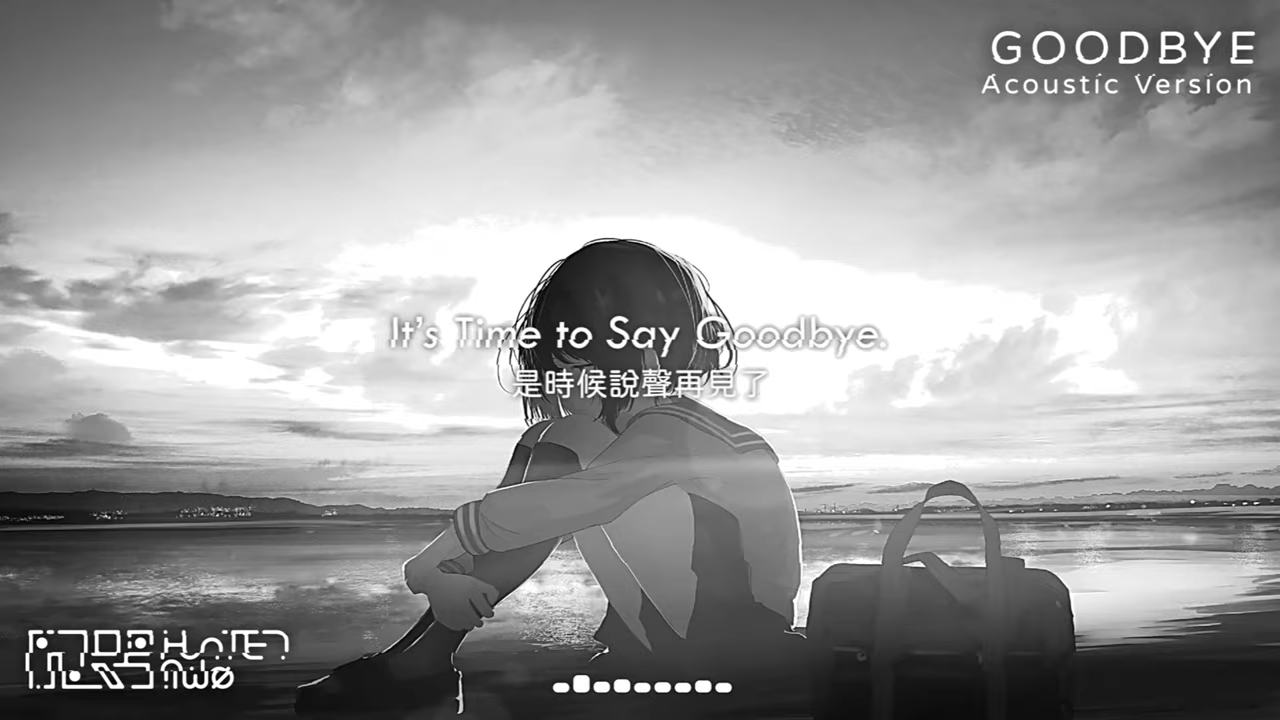 GOODBYE
Acoustic Version
It's Time to Say Goodbye.
是時候說聲再見了